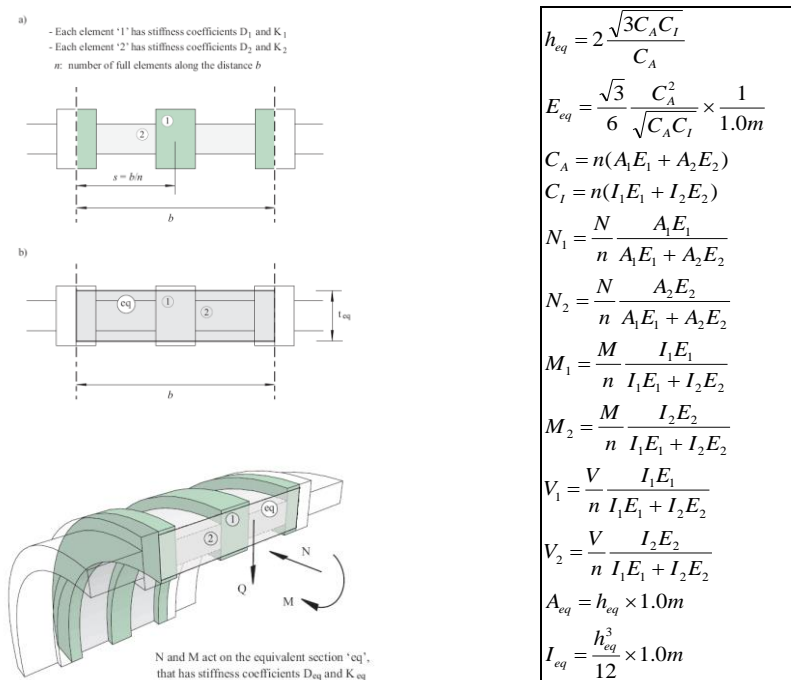 a)
- Each element '1' has stiffness coefficients D₁ and K₁
- Each element '2' has stiffness coefficients D₂ and K₂
n: number of full elements along the distance b
1
2
s = b/n
b
b)
eq
1
2
t_eq
b
eq
1
2
N
Q
M
N and M act on the equivalent section 'eq',
that has stiffness coefficients D_eq and K_eq
h_eq = 2 √(3C_A C_I) / C_A
E_eq = √3/6 C_A²/√(C_A C_I) × 1/1.0m
C_A = n(A₁E₁ + A₂E₂)
C_I = n(I₁E₁ + I₂E₂)
N₁ = N/n A₁E₁/(A₁E₁ + A₂E₂)
N₂ = N/n A₂E₂/(A₁E₁ + A₂E₂)
M₁ = M/n I₁E₁/(I₁E₁ + I₂E₂)
M₂ = M/n I₂E₂/(I₁E₁ + I₂E₂)
V₁ = V/n I₁E₁/(I₁E₁ + I₂E₂)
V₂ = V/n I₂E₂/(I₁E₁ + I₂E₂)
A_eq = h_eq × 1.0m
I_eq = h_eq³/12 × 1.0m